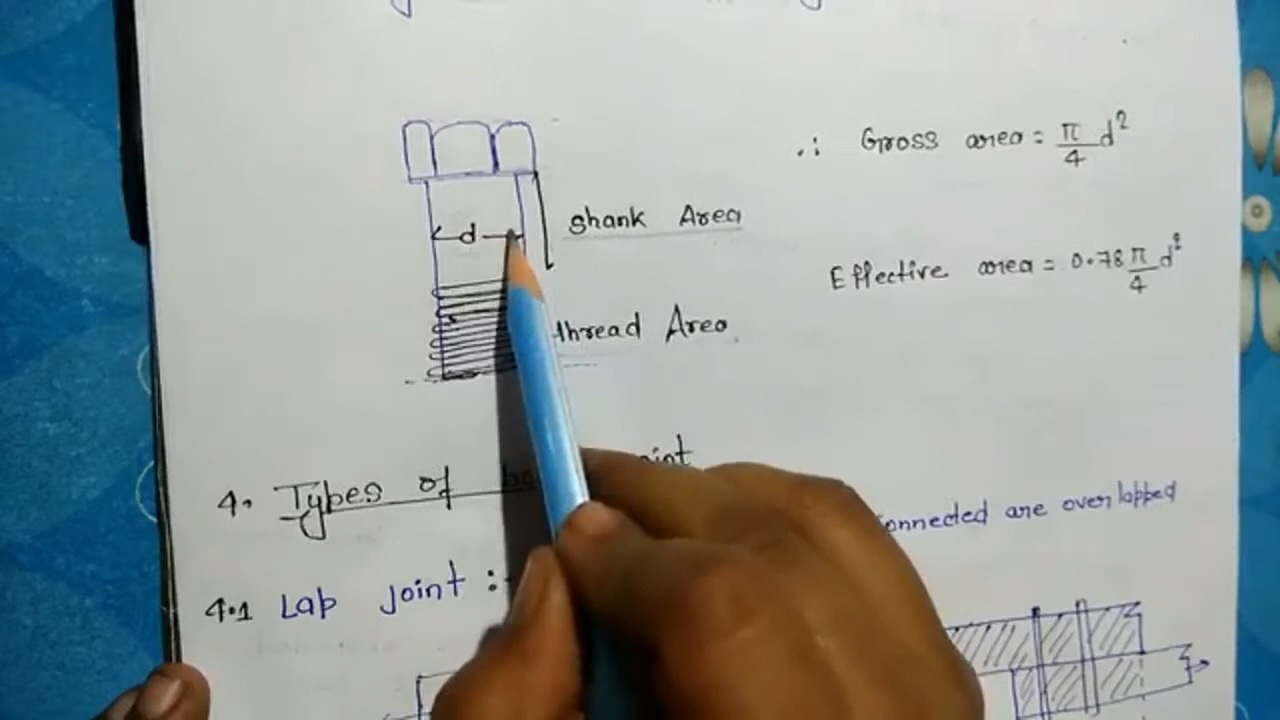 ∴ Gross area = π/4 d²
d
Shank Area
Effective area = 0.78 π/4 d²
thread Area
4. Types of
4.1 Lap Joint :-
connected are overlapped